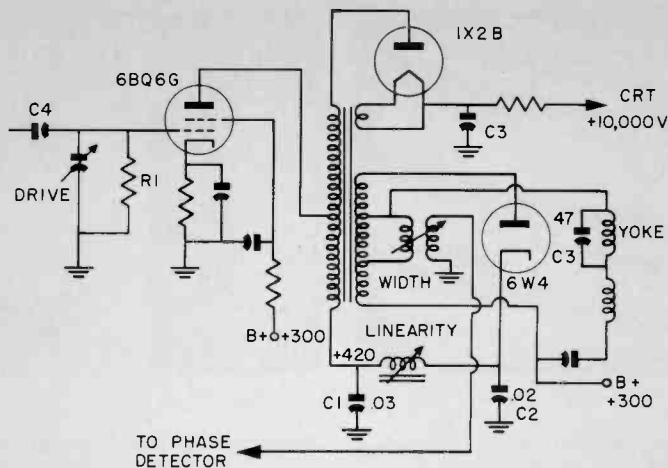 1X2B
6BQ6G
C4
CRT
+10,000 V
C3
DRIVE
R1
47
C3
YOKE
6W4
WIDTH
LINEARITY
B+ +300
+420
C1 .03
.02
C2
B+
+300
TO PHASE
DETECTOR